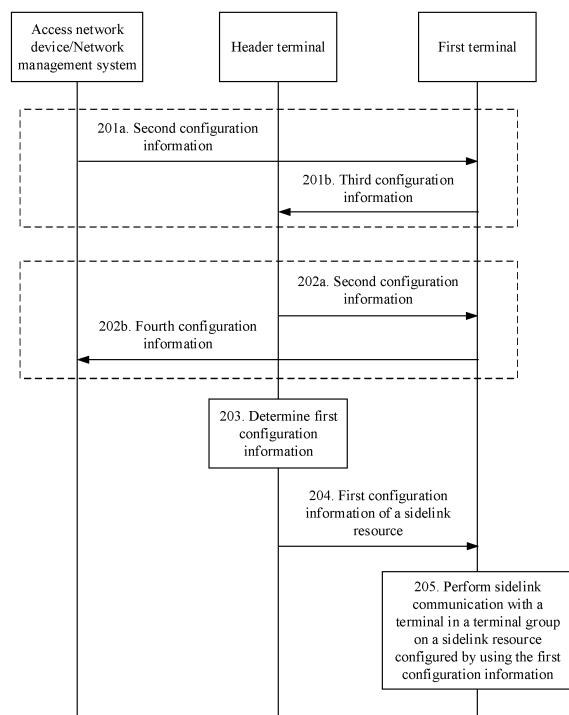 Access network
device/Network
management system
Header terminal
First terminal
201a. Second configuration
information
201b. Third configuration
information
202a. Second configuration
information
202b. Fourth configuration
information
203. Determine first
configuration
information
204. First configuration
information of a sidelink
resource
205. Perform sidelink
communication with a
terminal in a terminal group
on a sidelink resource
configured by using the first
configuration information